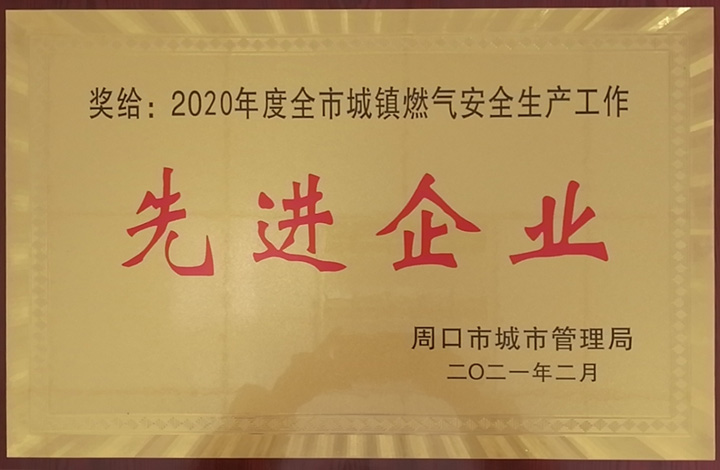 奖给：2020年度全市城镇燃气安全生产工作
先进企业
周口市城市管理局
二〇二一年二月